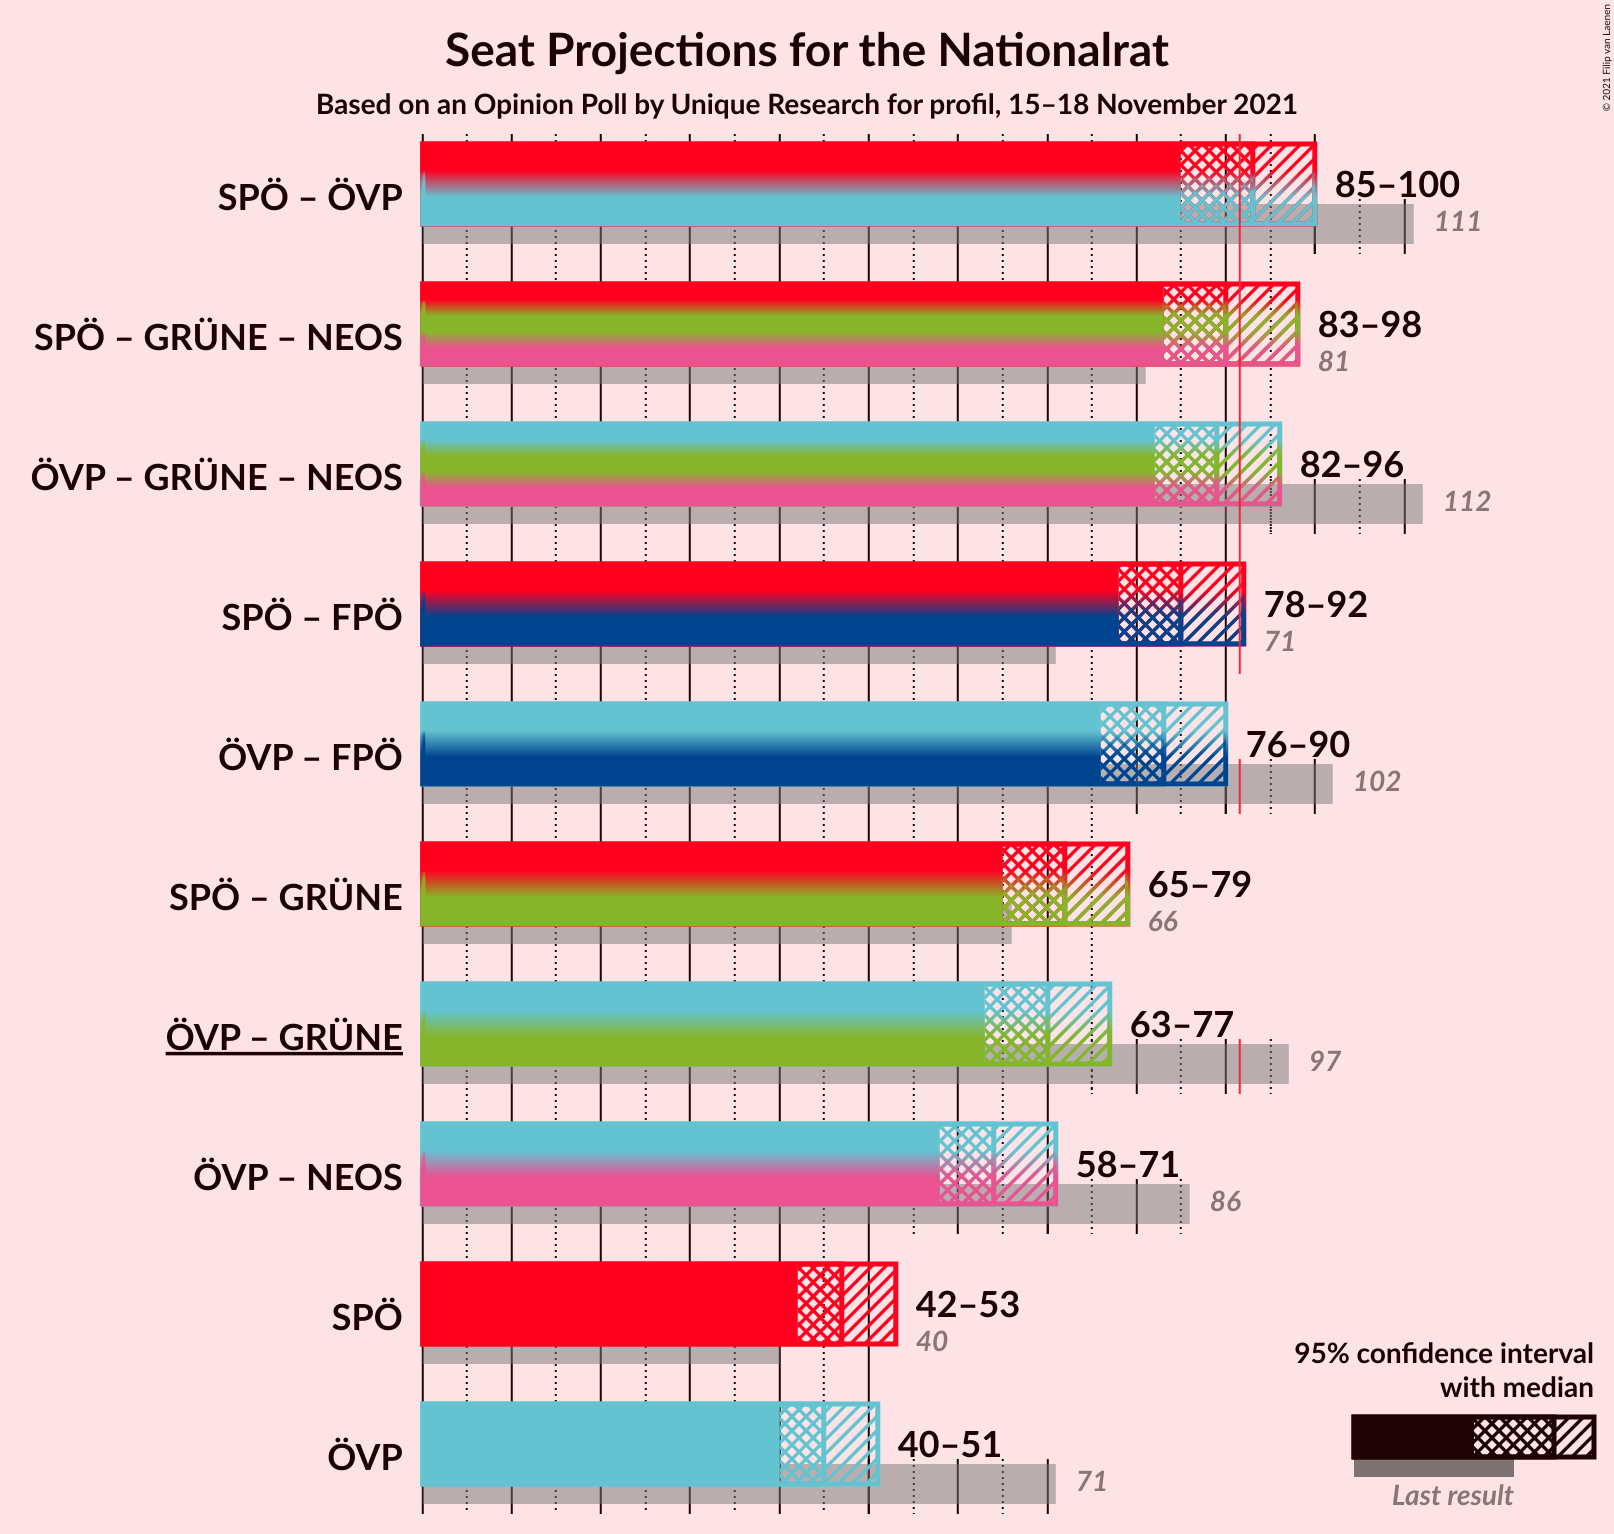 Seat Projections for the Nationalrat
Based on an Opinion Poll by Unique Research for profil, 15–18 November 2021
© 2021 Filip van Laenen
SPÖ – ÖVP
85–100
111
SPÖ – GRÜNE – NEOS
83–98
81
ÖVP – GRÜNE – NEOS
82–96
112
SPÖ – FPÖ
78–92
71
ÖVP – FPÖ
76–90
102
SPÖ – GRÜNE
65–79
66
ÖVP – GRÜNE
63–77
97
ÖVP – NEOS
58–71
86
SPÖ
42–53
40
ÖVP
40–51
71
95% confidence interval
with median
Last result